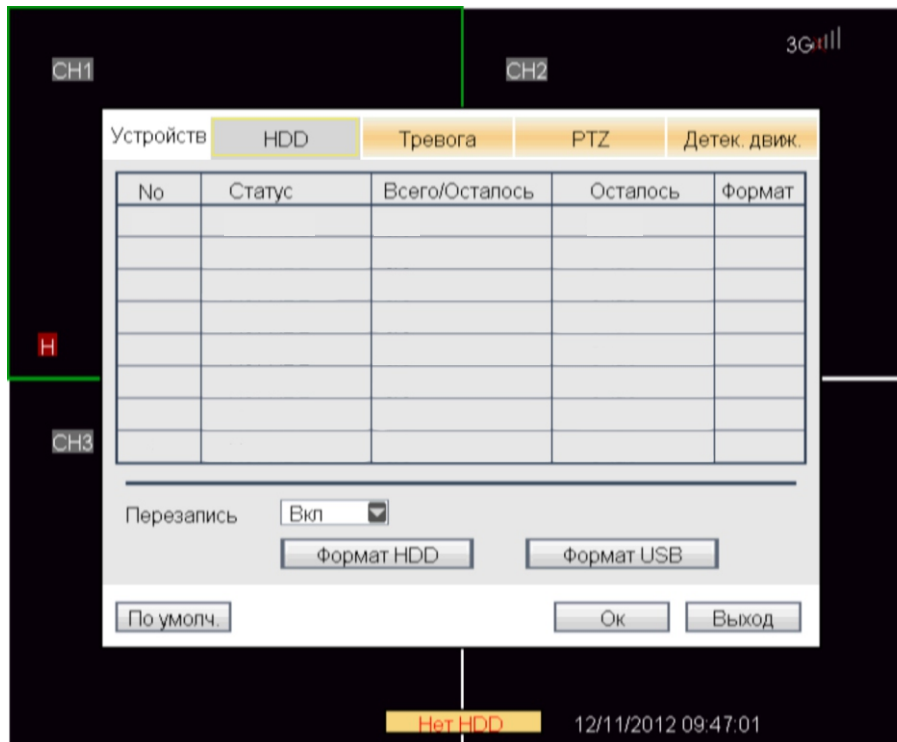 3G
CH1
CH2
Устройств HDD Тревога PTZ Детек. движ.
No Статус Всего/Осталось Осталось Формат
H
CH3
Перезапись Вкл
Формат HDD Формат USB
По умолч. Ок Выход
Нет HDD 12/11/2012 09:47:01